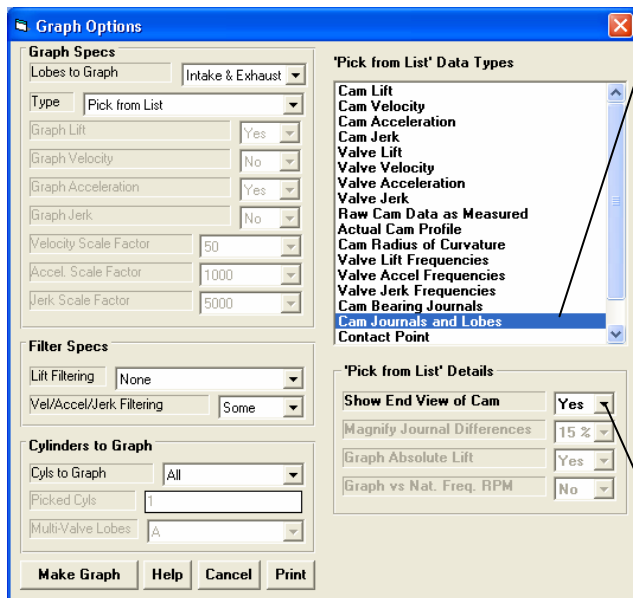 Graph Options
Graph Specs
Lobes to Graph Intake & Exhaust
Type Pick from List
Graph Lift Yes
Graph Velocity No
Graph Acceleration Yes
Graph Jerk No
Velocity Scale Factor 50
Accel. Scale Factor 1000
Jerk Scale Factor 5000
Filter Specs
Lift Filtering None
Vel/Accel/Jerk Filtering Some
Cylinders to Graph
Cyls to Graph All
Picked Cyls 1
Multi-Valve Lobes A
Make Graph Help Cancel Print
'Pick from List' Data Types
Cam Lift
Cam Velocity
Cam Acceleration
Cam Jerk
Valve Lift
Valve Velocity
Valve Acceleration
Valve Jerk
Raw Cam Data as Measured
Actual Cam Profile
Cam Radius of Curvature
Valve Lift Frequencies
Valve Accel Frequencies
Valve Jerk Frequencies
Cam Bearing Journals
Cam Journals and Lobes
Contact Point
'Pick from List' Details
Show End View of Cam Yes
Magnify Journal Differences 15 %
Graph Absolute Lift Yes
Graph vs Nat. Freq. RPM No